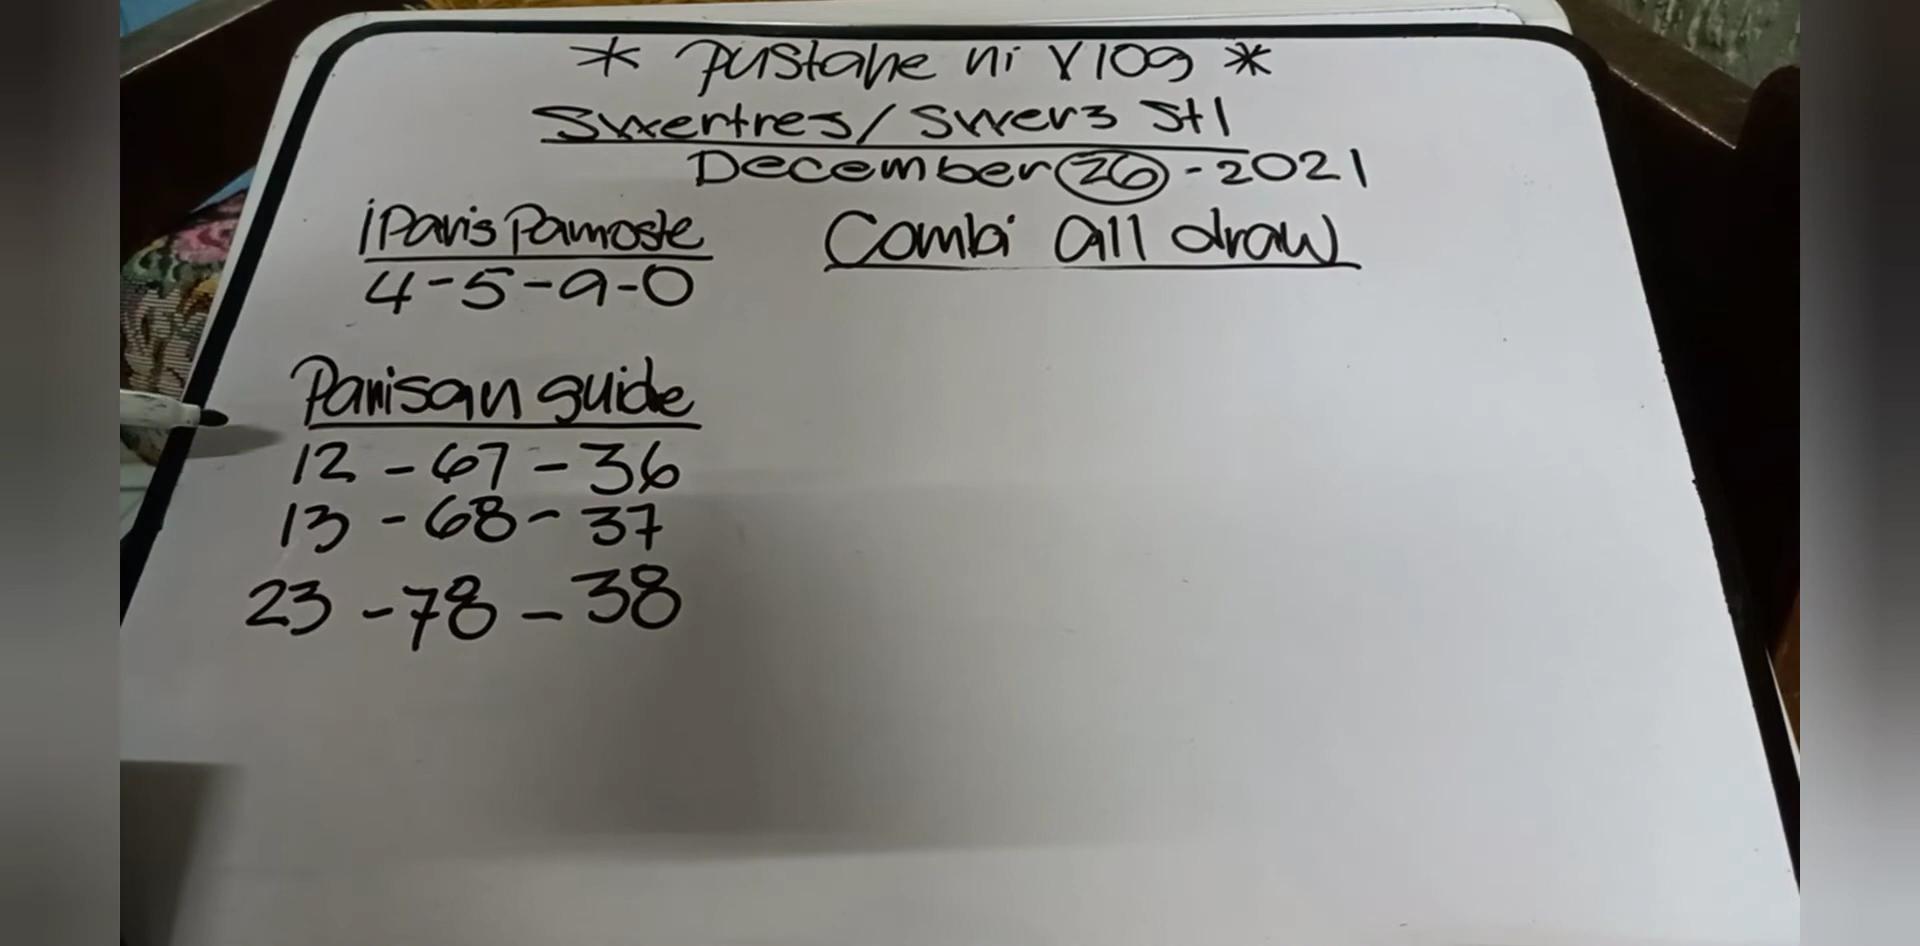 * Pustahe ni Vlog *
Swertres/Swer3 Stl
December 26-2021
iParis Pamoste
4-5-9-0
Combi all draw
Parisan guide
12-67-36
13-68-37
23-78-38